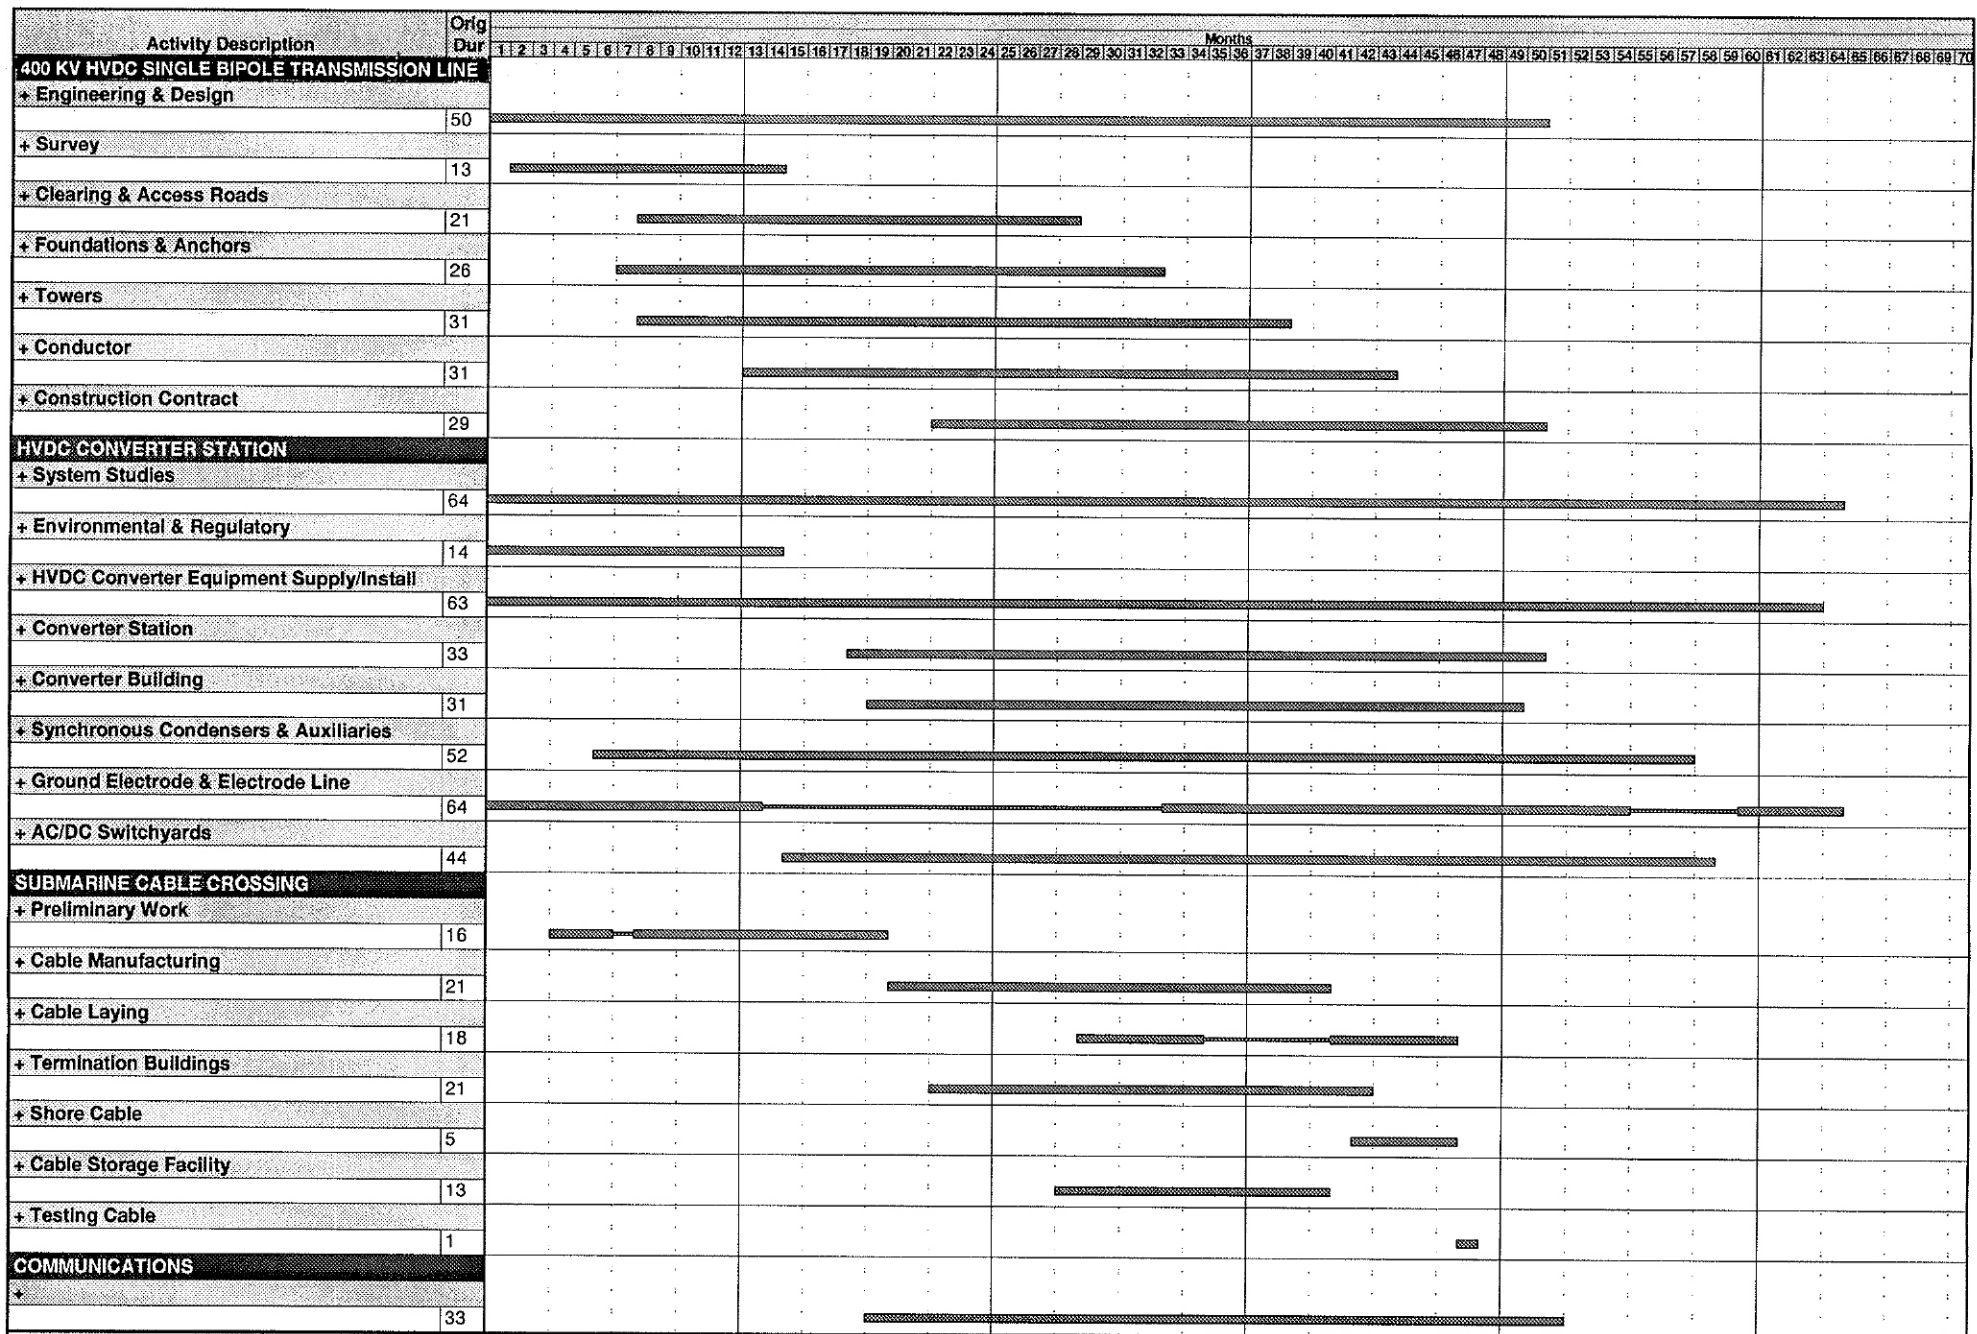 Orig
Activity Description Dur
Months
1 2 3 4 5 6 7 8 9 10 11 12 13 14 15 16 17 18 19 20 21 22 23 24 25 26 27 28 29 30 31 32 33 34 35 36 37 38 39 40 41 42 43 44 45 46 47 48 49 50 51 52 53 54 55 56 57 58 59 60 61 62 63 64 65 66 67 68 69 70
400 KV HVDC SINGLE BIPOLE TRANSMISSION LINE
+ Engineering & Design
50
+ Survey
13
+ Clearing & Access Roads
21
+ Foundations & Anchors
26
+ Towers
31
+ Conductor
31
+ Construction Contract
29
HVDC CONVERTER STATION
+ System Studies
64
+ Environmental & Regulatory
14
+ HVDC Converter Equipment Supply/Install
63
+ Converter Station
33
+ Converter Building
31
+ Synchronous Condensers & Auxiliaries
52
+ Ground Electrode & Electrode Line
64
+ AC/DC Switchyards
44
SUBMARINE CABLE CROSSING
+ Preliminary Work
16
+ Cable Manufacturing
21
+ Cable Laying
18
+ Termination Buildings
21
+ Shore Cable
5
+ Cable Storage Facility
13
+ Testing Cable
1
COMMUNICATIONS
+
33